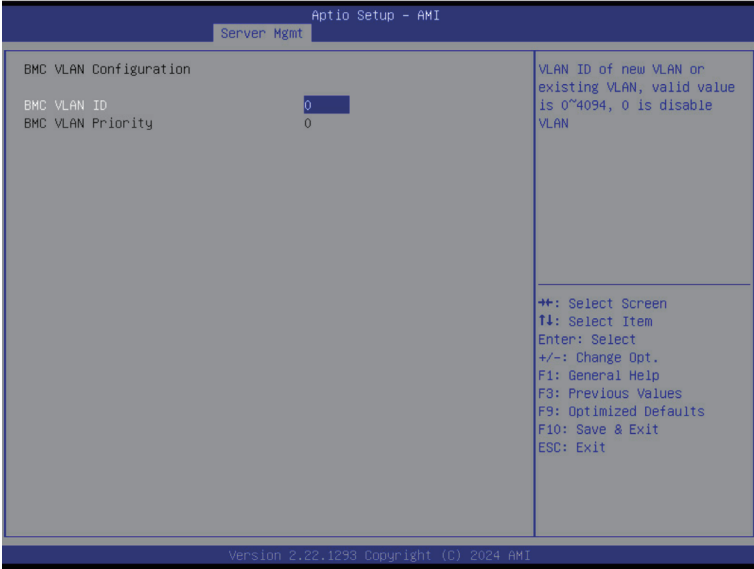 Aptio Setup – AMI
Server Mgmt
BMC VLAN Configuration
BMC VLAN ID 0
BMC VLAN Priority 0
VLAN ID of new VLAN or
existing VLAN, valid value
is 0~4094, 0 is disable
VLAN
→←: Select Screen
↑↓: Select Item
Enter: Select
+/-: Change Opt.
F1: General Help
F3: Previous Values
F9: Optimized Defaults
F10: Save & Exit
ESC: Exit
Version 2.22.1293 Copyright (C) 2024 AMI